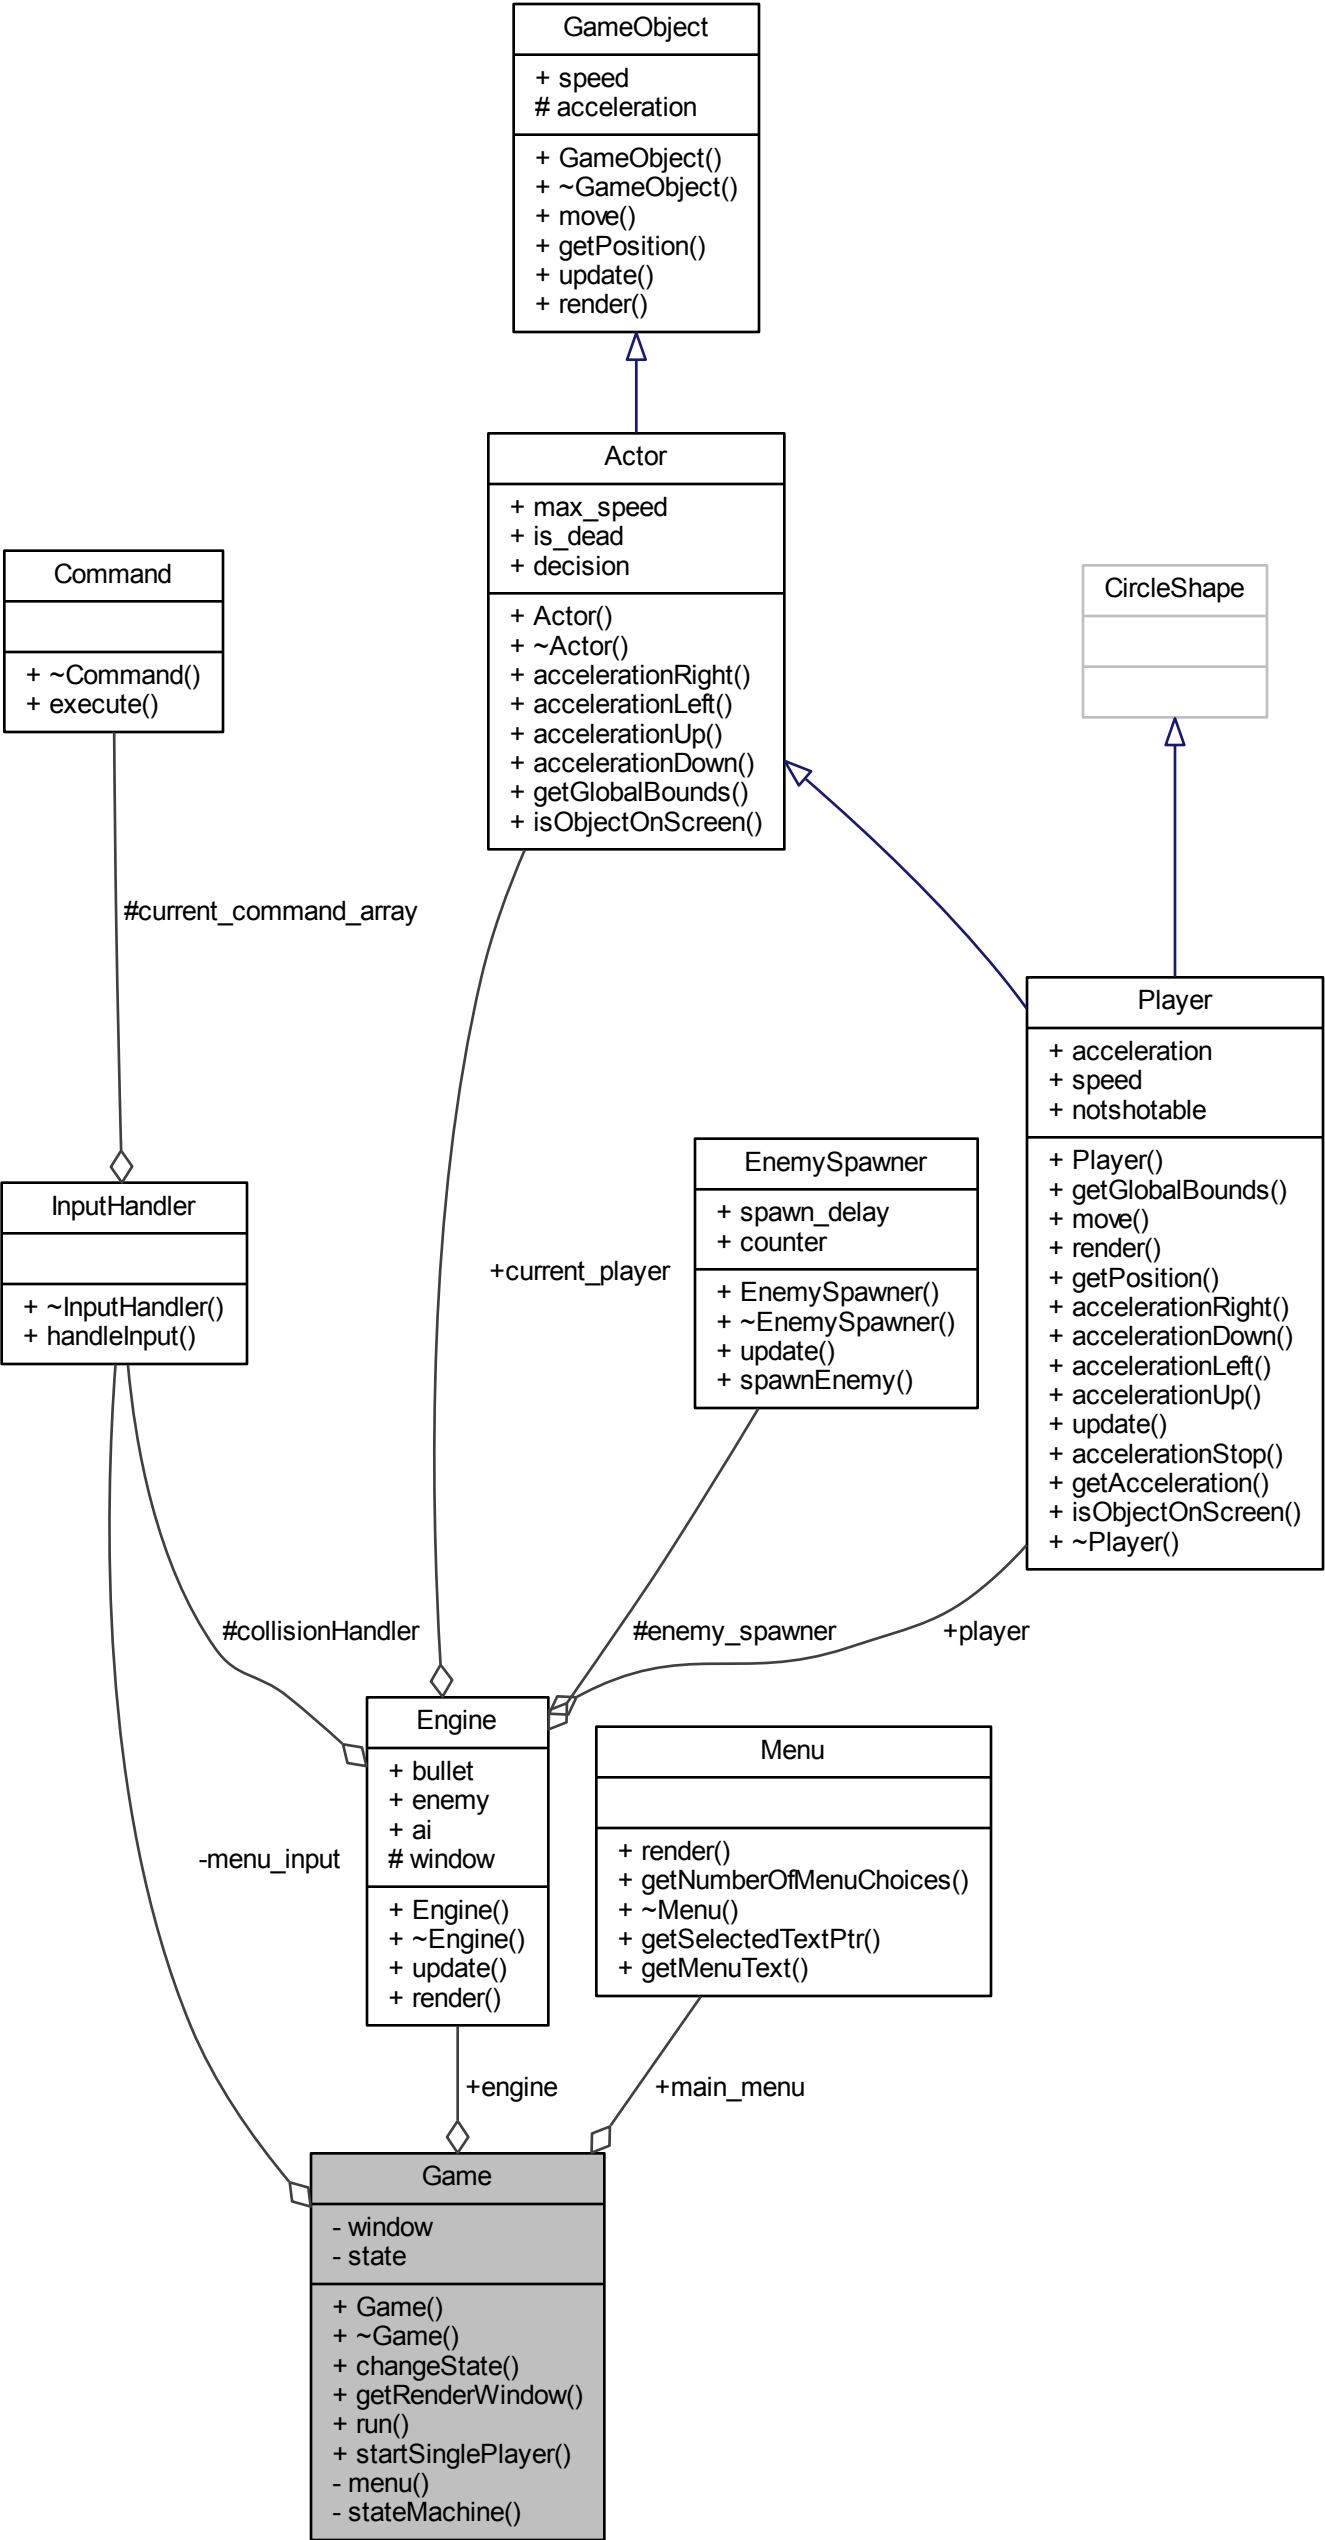 GameObject
+ speed
# acceleration
+ GameObject()
+ ~GameObject()
+ move()
+ getPosition()
+ update()
+ render()
Actor
+ max_speed
+ is_dead
+ decision
+ Actor()
+ ~Actor()
+ accelerationRight()
+ accelerationLeft()
+ accelerationUp()
+ accelerationDown()
+ getGlobalBounds()
+ isObjectOnScreen()
Command
+ ~Command()
+ execute()
CircleShape
#current_command_array
Player
+ acceleration
+ speed
+ notshotable
+ Player()
+ getGlobalBounds()
+ move()
+ render()
+ getPosition()
+ accelerationRight()
+ accelerationDown()
+ accelerationLeft()
+ accelerationUp()
+ update()
+ accelerationStop()
+ getAcceleration()
+ isObjectOnScreen()
+ ~Player()
EnemySpawner
+ spawn_delay
+ counter
+ EnemySpawner()
+ ~EnemySpawner()
+ update()
+ spawnEnemy()
InputHandler
+ ~InputHandler()
+ handleInput()
+current_player
#collisionHandler
#enemy_spawner
+player
Engine
+ bullet
+ enemy
+ ai
# window
+ Engine()
+ ~Engine()
+ update()
+ render()
Menu
+ render()
+ getNumberOfMenuChoices()
+ ~Menu()
+ getSelectedTextPtr()
+ getMenuText()
-menu_input
+engine
+main_menu
Game
- window
- state
+ Game()
+ ~Game()
+ changeState()
+ getRenderWindow()
+ run()
+ startSinglePlayer()
- menu()
- stateMachine()